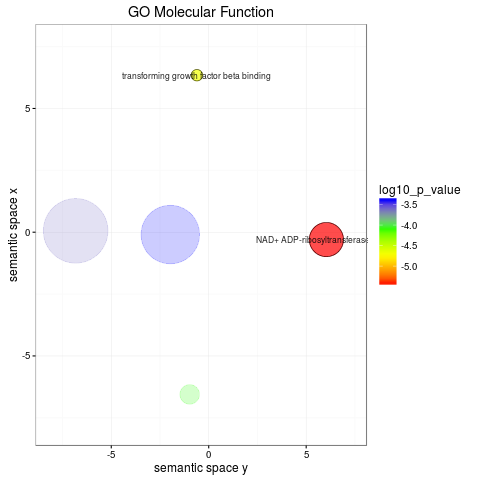 GO Molecular Function
transforming growth factor beta binding
NAD+ ADP-ribosyltransferase
5
0
-5
semantic space x
-5
0
5
semantic space y
log10_p_value
-3.5
-4.0
-4.5
-5.0